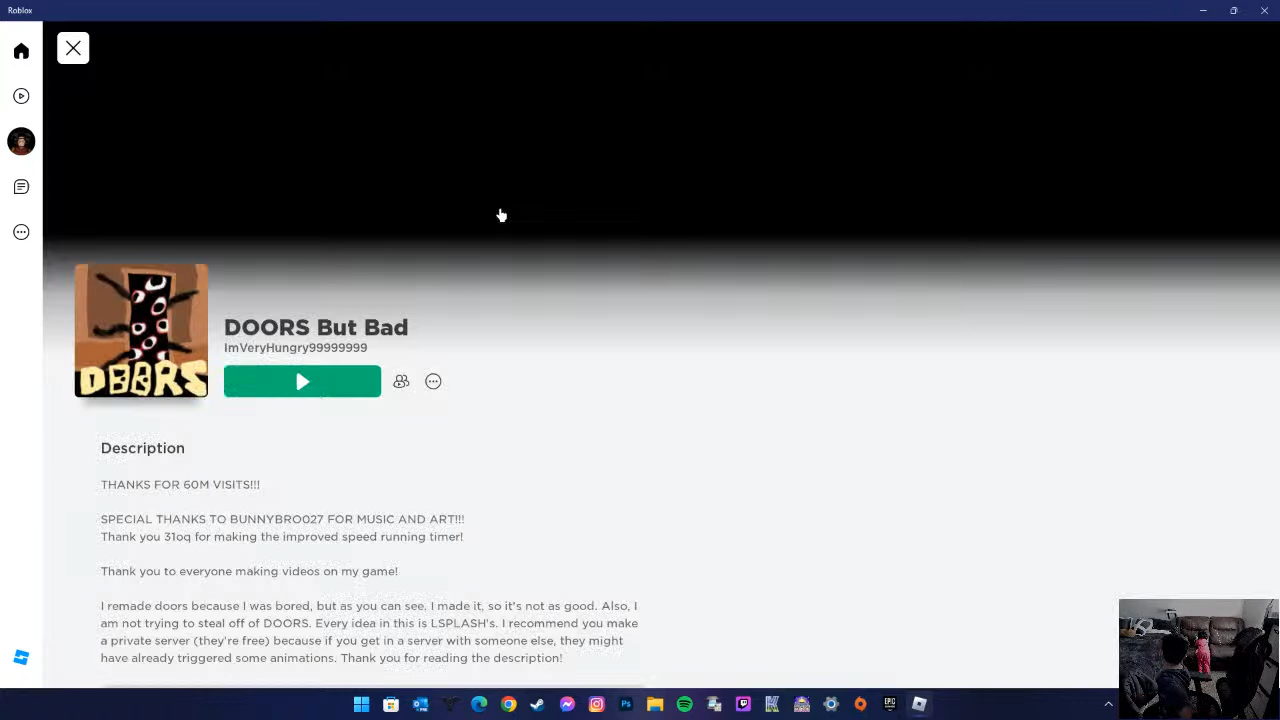 Roblox
DOORS
DOORS But Bad
ImVeryHungry99999999
Description
THANKS FOR 60M VISITS!!!
SPECIAL THANKS TO BUNNYBRO027 FOR MUSIC AND ART!!!
Thank you 31oq for making the improved speed running timer!
Thank you to everyone making videos on my game!
I remade doors because I was bored, but as you can see. I made it, so it's not as good. Also, I
am not trying to steal off of DOORS. Every idea in this is LSPLASH's. I recommend you make
a private server (they're free) because if you get in a server with someone else, they might
have already triggered some animations. Thank you for reading the description!
EPIC